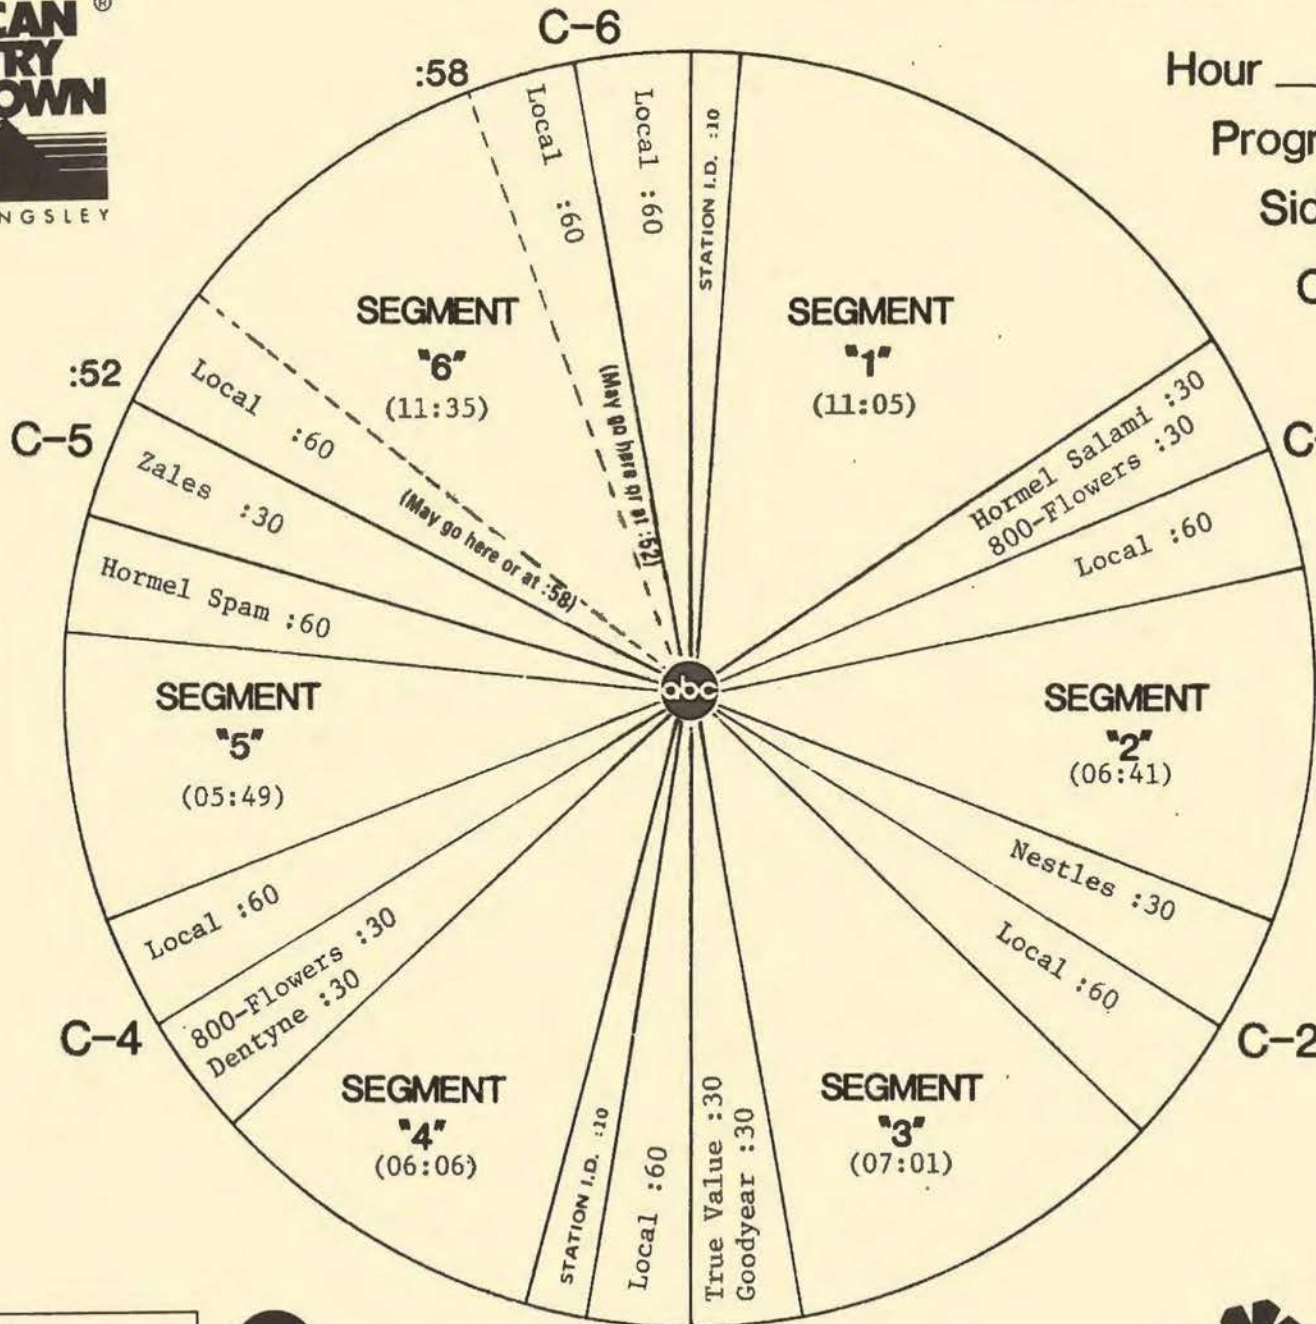 CAN ®
TRY
OWN
NGSLEY
C-6
:58
Hour
Progr
Sid
Local :60
Local :60
STATION I.D. :10
SEGMENT
"6"
(11:35)
(May go here or at :52)
SEGMENT
"1"
(11:05)
:52
C-5
Local :60
(May go here or at :58)
Zales :30
Hormel Spam :60
Hormel Salami :30
800-Flowers :30
Local :60
abc
SEGMENT
"5"
(05:49)
SEGMENT
"2"
(06:41)
Nestles :30
Local :60
C-2
Local :60
800-Flowers :30
Dentyne :30
C-4
SEGMENT
"4"
(06:06)
STATION I.D. :10
Local :60
True Value :30
Goodyear :30
SEGMENT
"3"
(07:01)